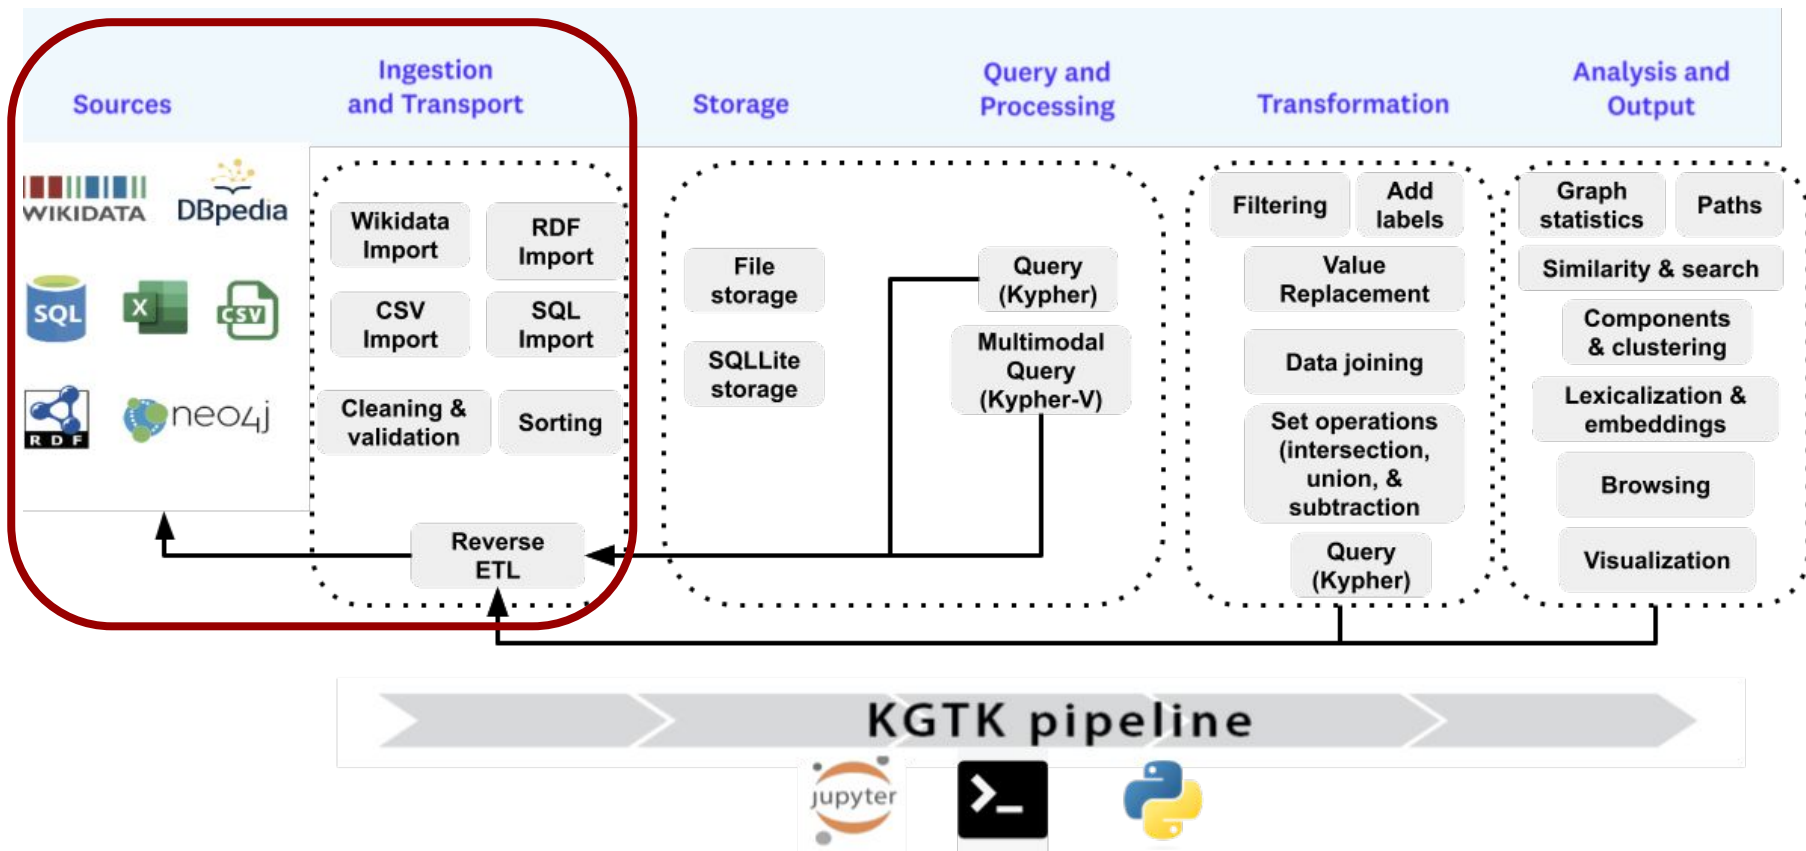 Sources
Ingestion
and Transport
Storage
Query and
Processing
Transformation
Analysis and
Output
WIKIDATA
DBpedia
SQL
X
CSV
RDF
neo4j
Wikidata
Import
RDF
Import
CSV
Import
SQL
Import
Cleaning &
validation
Sorting
Reverse
ETL
File
storage
SQLLite
storage
Query
(Kypher)
Multimodal
Query
(Kypher-V)
Filtering
Add
labels
Value
Replacement
Data joining
Set operations
(intersection,
union, &
subtraction
Query
(Kypher)
Graph
statistics
Paths
Similarity & search
Components
& clustering
Lexicalization &
embeddings
Browsing
Visualization
KGTK pipeline
jupyter
>_